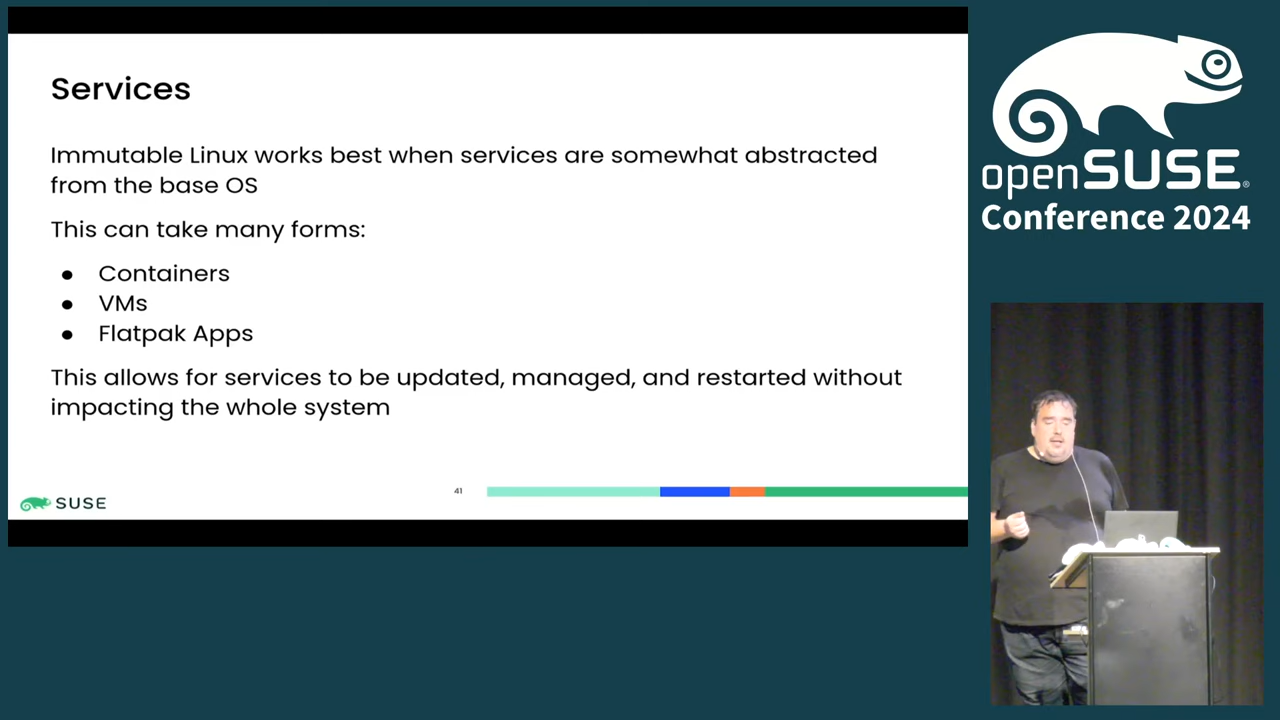 Services
Immutable Linux works best when services are somewhat abstracted
from the base OS
This can take many forms:
● Containers
● VMs
● Flatpak Apps
This allows for services to be updated, managed, and restarted without
impacting the whole system
41
SUSE
openSUSE®
Conference 2024